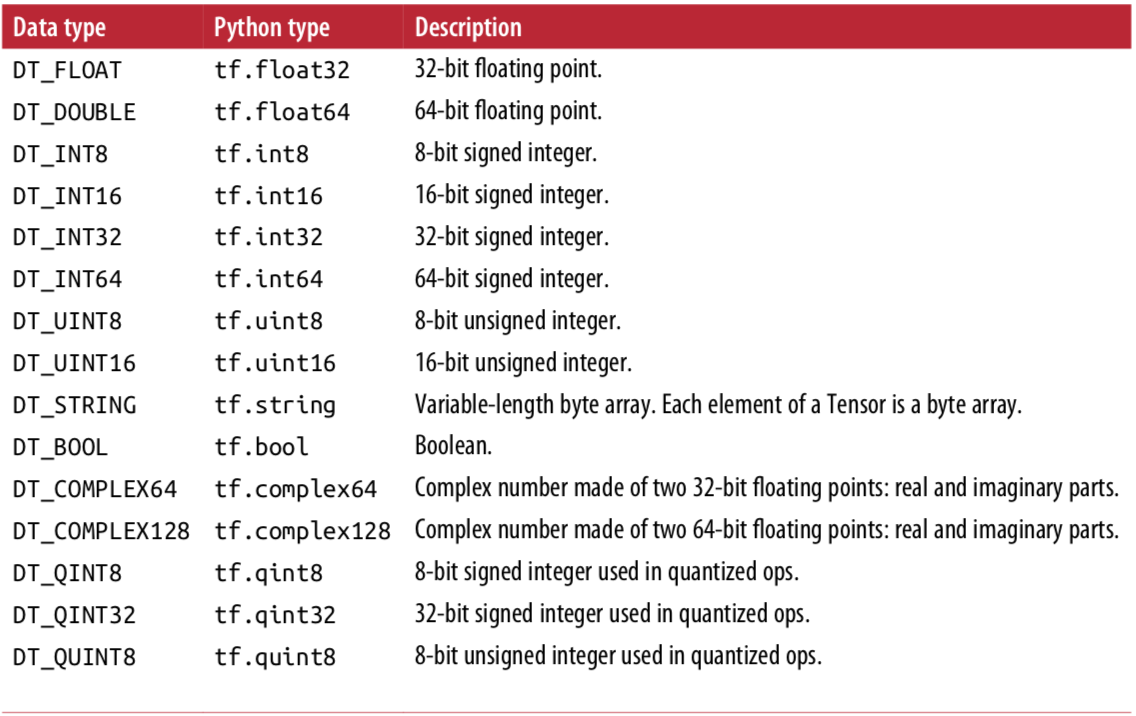 Data type Python type Description
DT_FLOAT tf.float32 32-bit floating point.
DT_DOUBLE tf.float64 64-bit floating point.
DT_INT8 tf.int8 8-bit signed integer.
DT_INT16 tf.int16 16-bit signed integer.
DT_INT32 tf.int32 32-bit signed integer.
DT_INT64 tf.int64 64-bit signed integer.
DT_UINT8 tf.uint8 8-bit unsigned integer.
DT_UINT16 tf.uint16 16-bit unsigned integer.
DT_STRING tf.string Variable-length byte array. Each element of a Tensor is a byte array.
DT_BOOL tf.bool Boolean.
DT_COMPLEX64 tf.complex64 Complex number made of two 32-bit floating points: real and imaginary parts.
DT_COMPLEX128 tf.complex128 Complex number made of two 64-bit floating points: real and imaginary parts.
DT_QINT8 tf.qint8 8-bit signed integer used in quantized ops.
DT_QINT32 tf.qint32 32-bit signed integer used in quantized ops.
DT_QUINT8 tf.quint8 8-bit unsigned integer used in quantized ops.